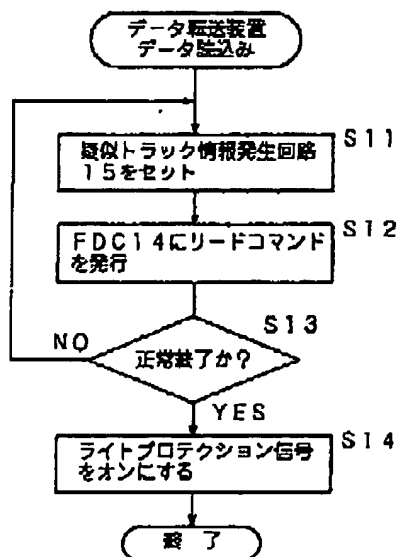 データ転送装置
データ読込み
S11
疑似トラック情報発生回路
15をセット
S12
FDC14にリードコマンド
を発行
S13
NO
正常終了か?
YES
S14
ライトプロテクション信号
をオンにする
終了